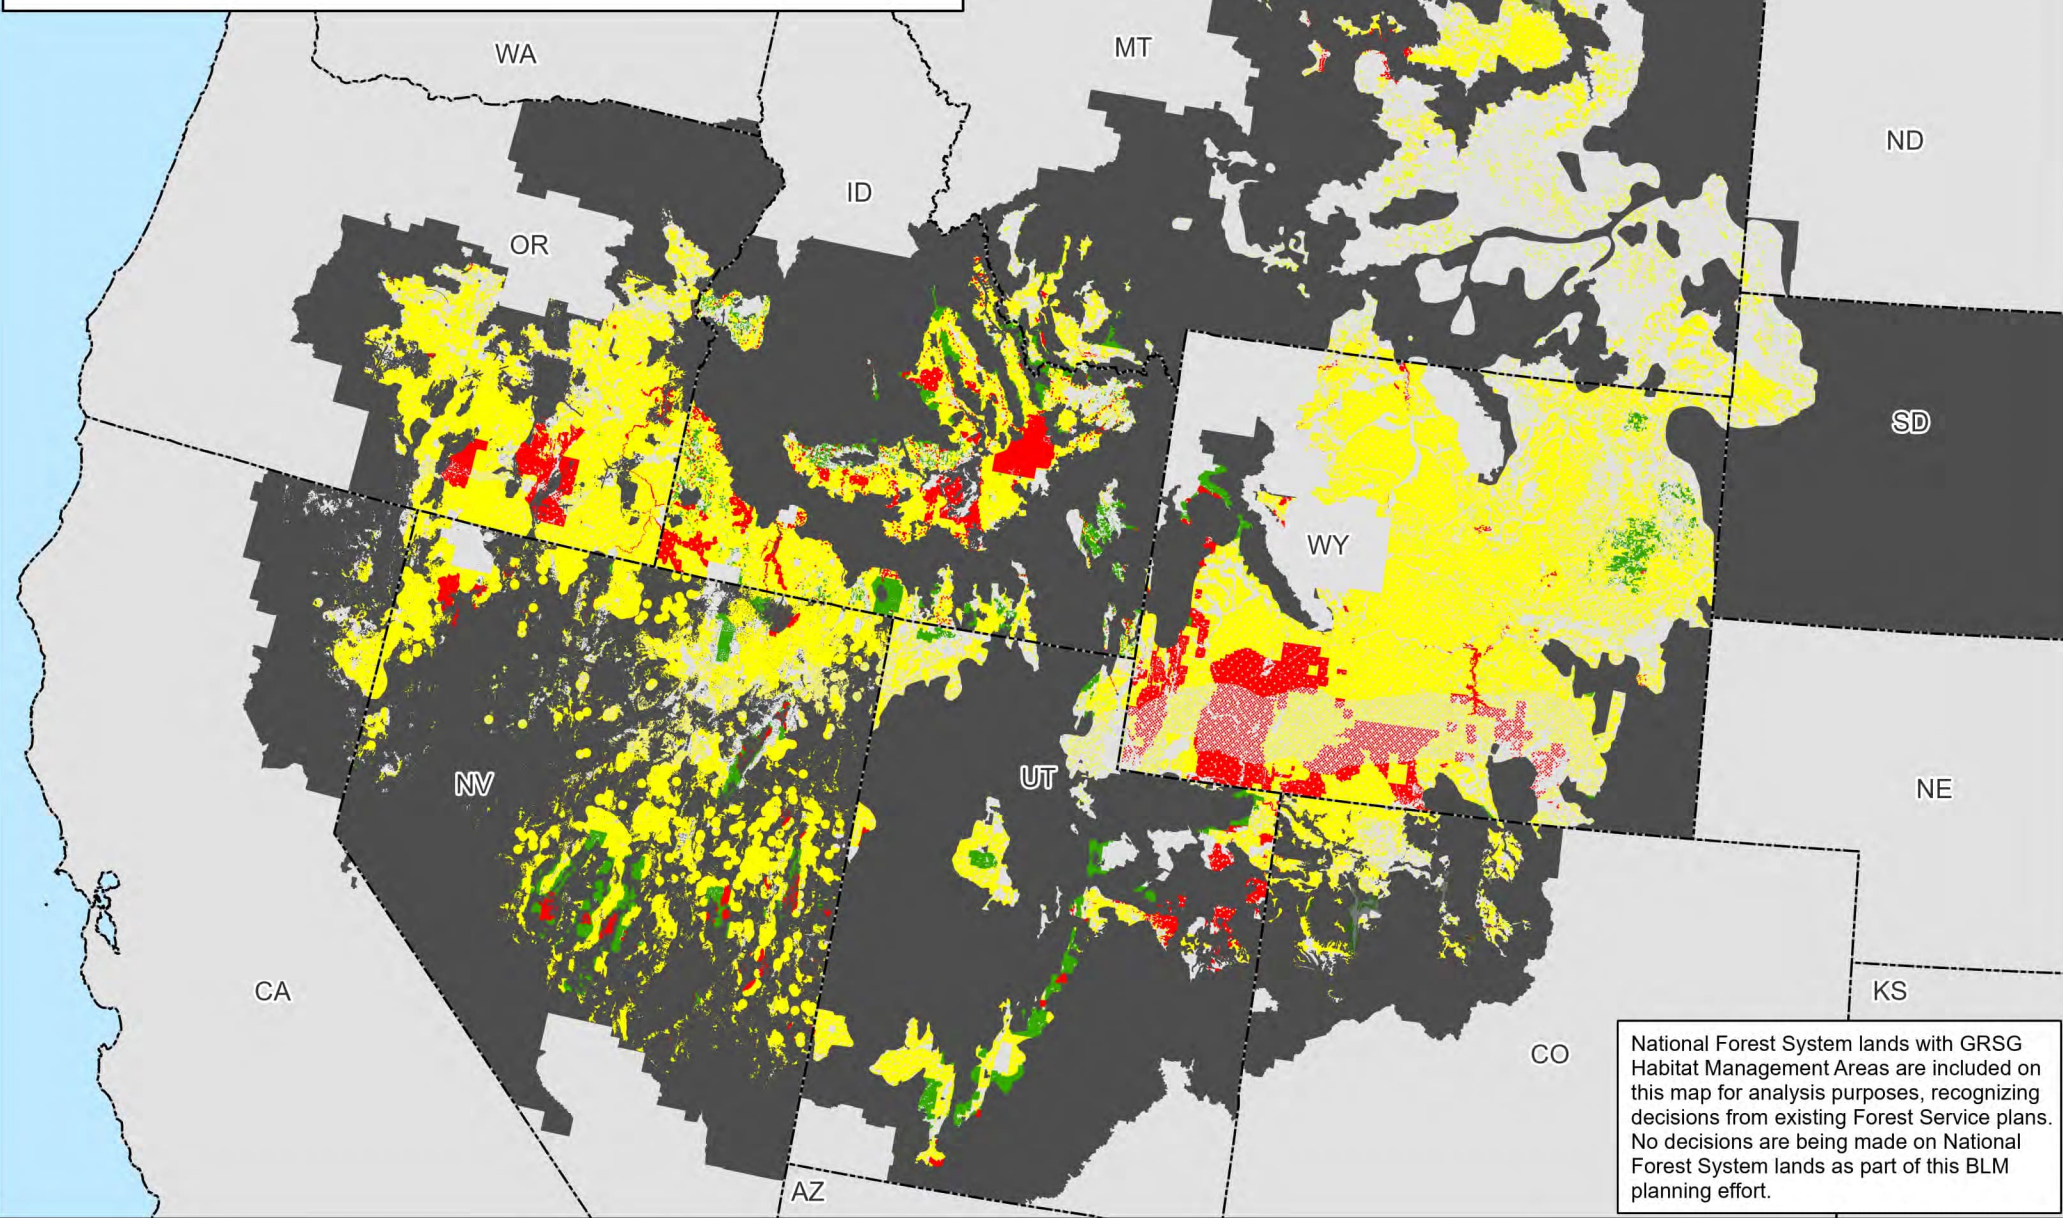 WA
MT
ND
ID
OR
SD
WY
NV
UT
NE
CA
KS
CO
AZ
National Forest System lands with GRSG
Habitat Management Areas are included on
this map for analysis purposes, recognizing
decisions from existing Forest Service plans.
No decisions are being made on National
Forest System lands as part of this BLM
planning effort.